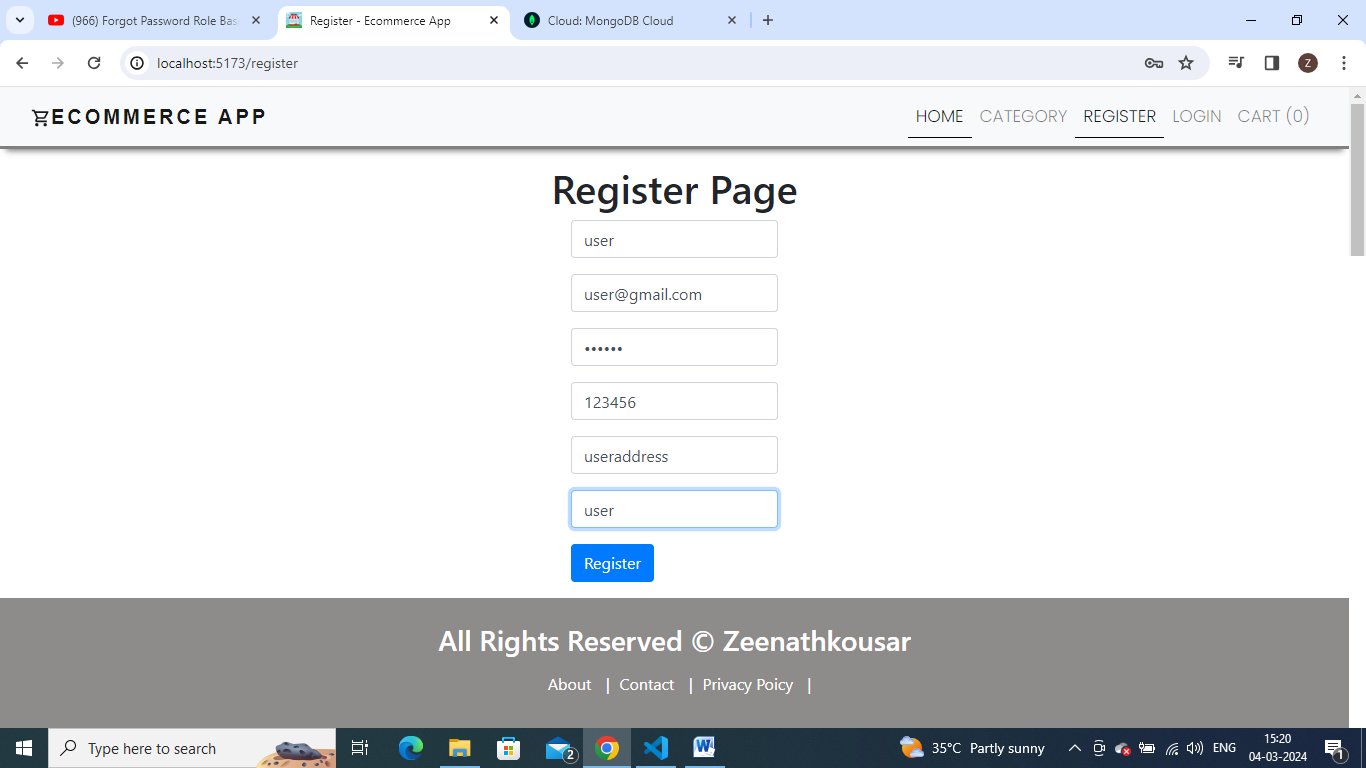 (966) Forgot Password Role Bas
Register - Ecommerce App
Cloud: MongoDB Cloud
localhost:5173/register
Z
ECOMMERCE APP
HOME CATEGORY REGISTER LOGIN CART (0)
Register Page
user
user@gmail.com
••••••
123456
useraddress
user
Register
All Rights Reserved © Zeenathkousar
About | Contact | Privacy Poicy |
Type here to search
2
W
35°C Partly sunny
ENG
15:20
04-03-2024
1